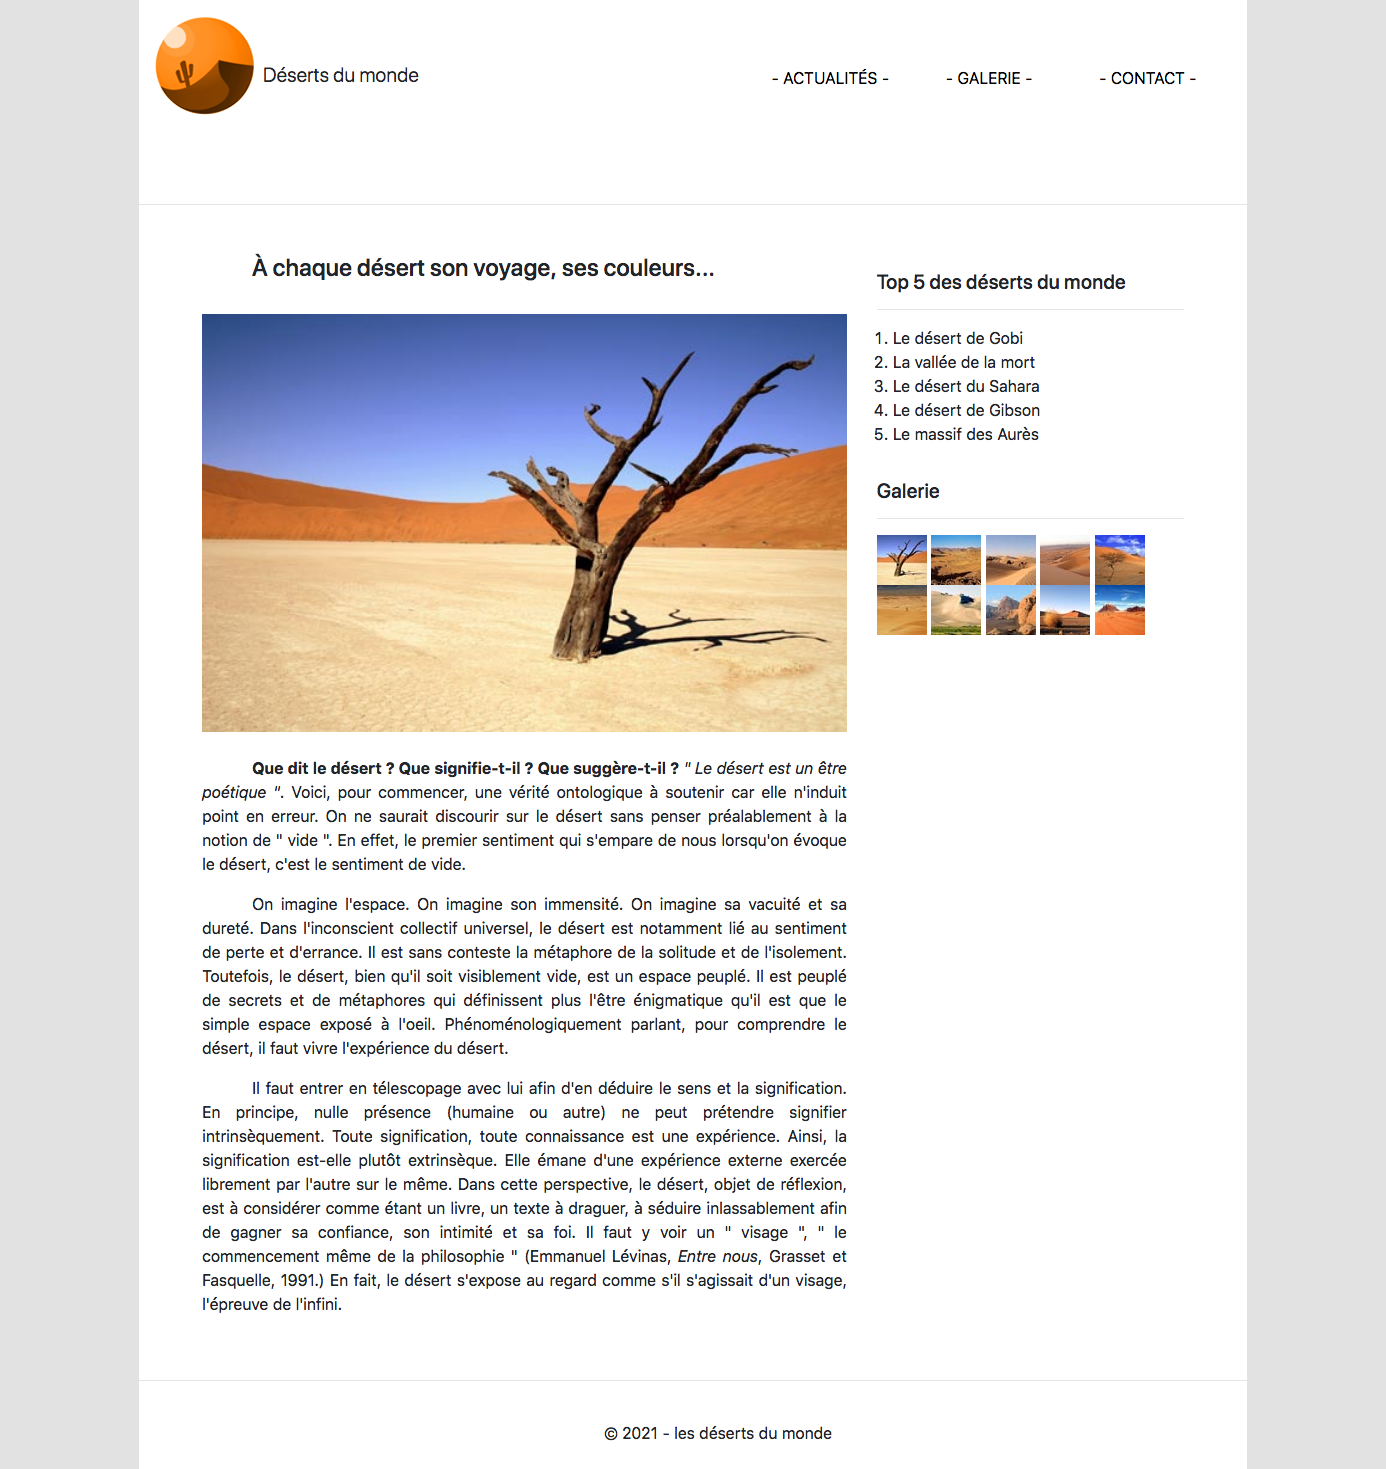 Déserts du monde
- ACTUALITÉS -
- GALERIE -
- CONTACT -
À chaque désert son voyage, ses couleurs...
Que dit le désert ? Que signifie-t-il ? Que suggère-t-il ? " Le désert est un être
poétique ". Voici, pour commencer, une vérité ontologique à soutenir car elle n'induit
point en erreur. On ne saurait discourir sur le désert sans penser préalablement à la
notion de " vide ". En effet, le premier sentiment qui s'empare de nous lorsqu'on évoque
le désert, c'est le sentiment de vide.
On imagine l'espace. On imagine son immensité. On imagine sa vacuité et sa
dureté. Dans l'inconscient collectif universel, le désert est notamment lié au sentiment
de perte et d'errance. Il est sans conteste la métaphore de la solitude et de l'isolement.
Toutefois, le désert, bien qu'il soit visiblement vide, est un espace peuplé. Il est peuplé
de secrets et de métaphores qui définissent plus l'être énigmatique qu'il est que le
simple espace exposé à l'oeil. Phénoménologiquement parlant, pour comprendre le
désert, il faut vivre l'expérience du désert.
Il faut entrer en télescopage avec lui afin d'en déduire le sens et la signification.
En principe, nulle présence (humaine ou autre) ne peut prétendre signifier
intrinsèquement. Toute signification, toute connaissance est une expérience. Ainsi, la
signification est-elle plutôt extrinsèque. Elle émane d'une expérience externe exercée
librement par l'autre sur le même. Dans cette perspective, le désert, objet de réflexion,
est à considérer comme étant un livre, un texte à draguer, à séduire inlassablement afin
de gagner sa confiance, son intimité et sa foi. Il faut y voir un " visage ", " le
commencement même de la philosophie " (Emmanuel Lévinas, Entre nous, Grasset et
Fasquelle, 1991.) En fait, le désert s'expose au regard comme s'il s'agissait d'un visage,
l'épreuve de l'infini.
Top 5 des déserts du monde
1. Le désert de Gobi
2. La vallée de la mort
3. Le désert du Sahara
4. Le désert de Gibson
5. Le massif des Aurès
Galerie
© 2021 - les déserts du monde